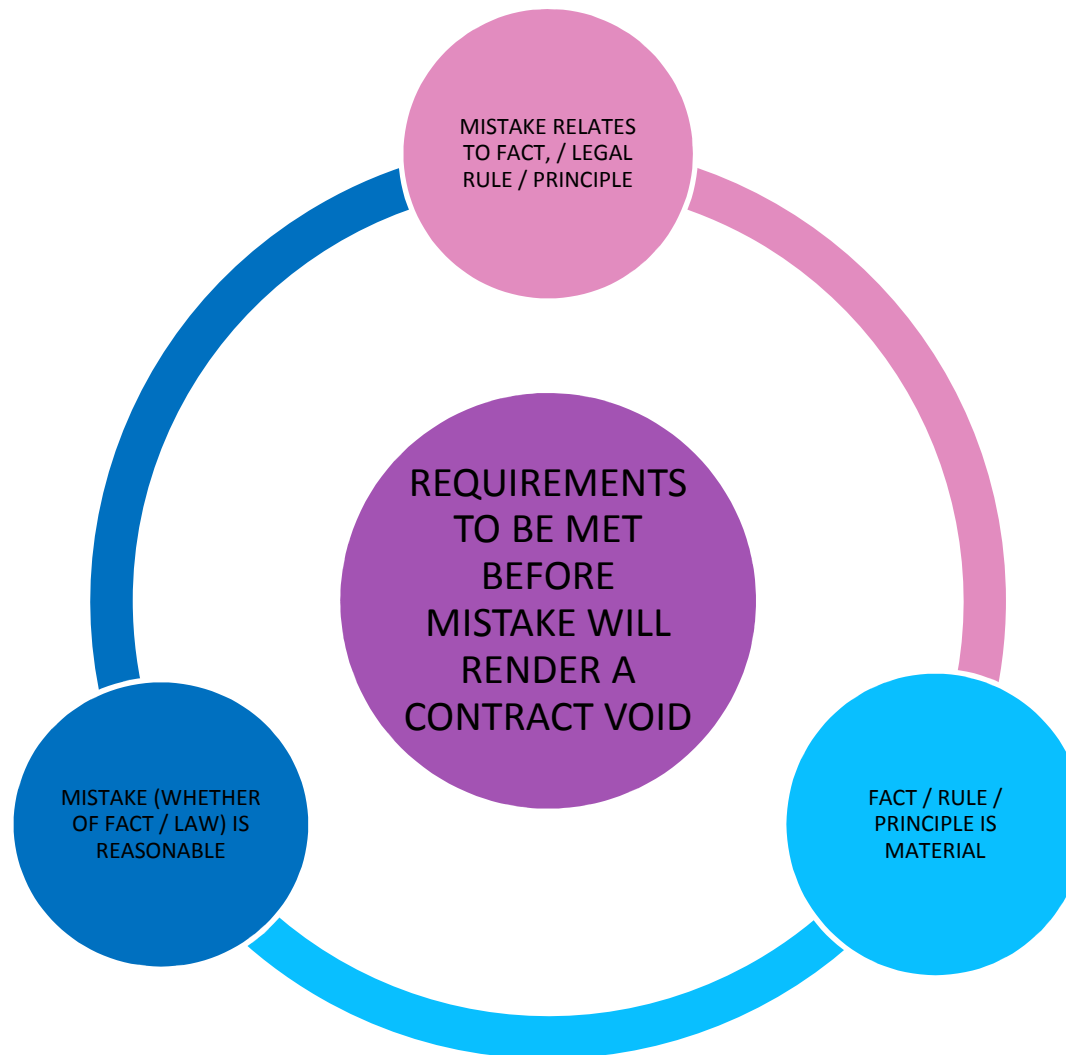 MISTAKE RELATES
TO FACT, / LEGAL
RULE / PRINCIPLE
REQUIREMENTS
TO BE MET
BEFORE
MISTAKE WILL
RENDER A
CONTRACT VOID
MISTAKE (WHETHER
OF FACT / LAW) IS
REASONABLE
FACT / RULE /
PRINCIPLE IS
MATERIAL